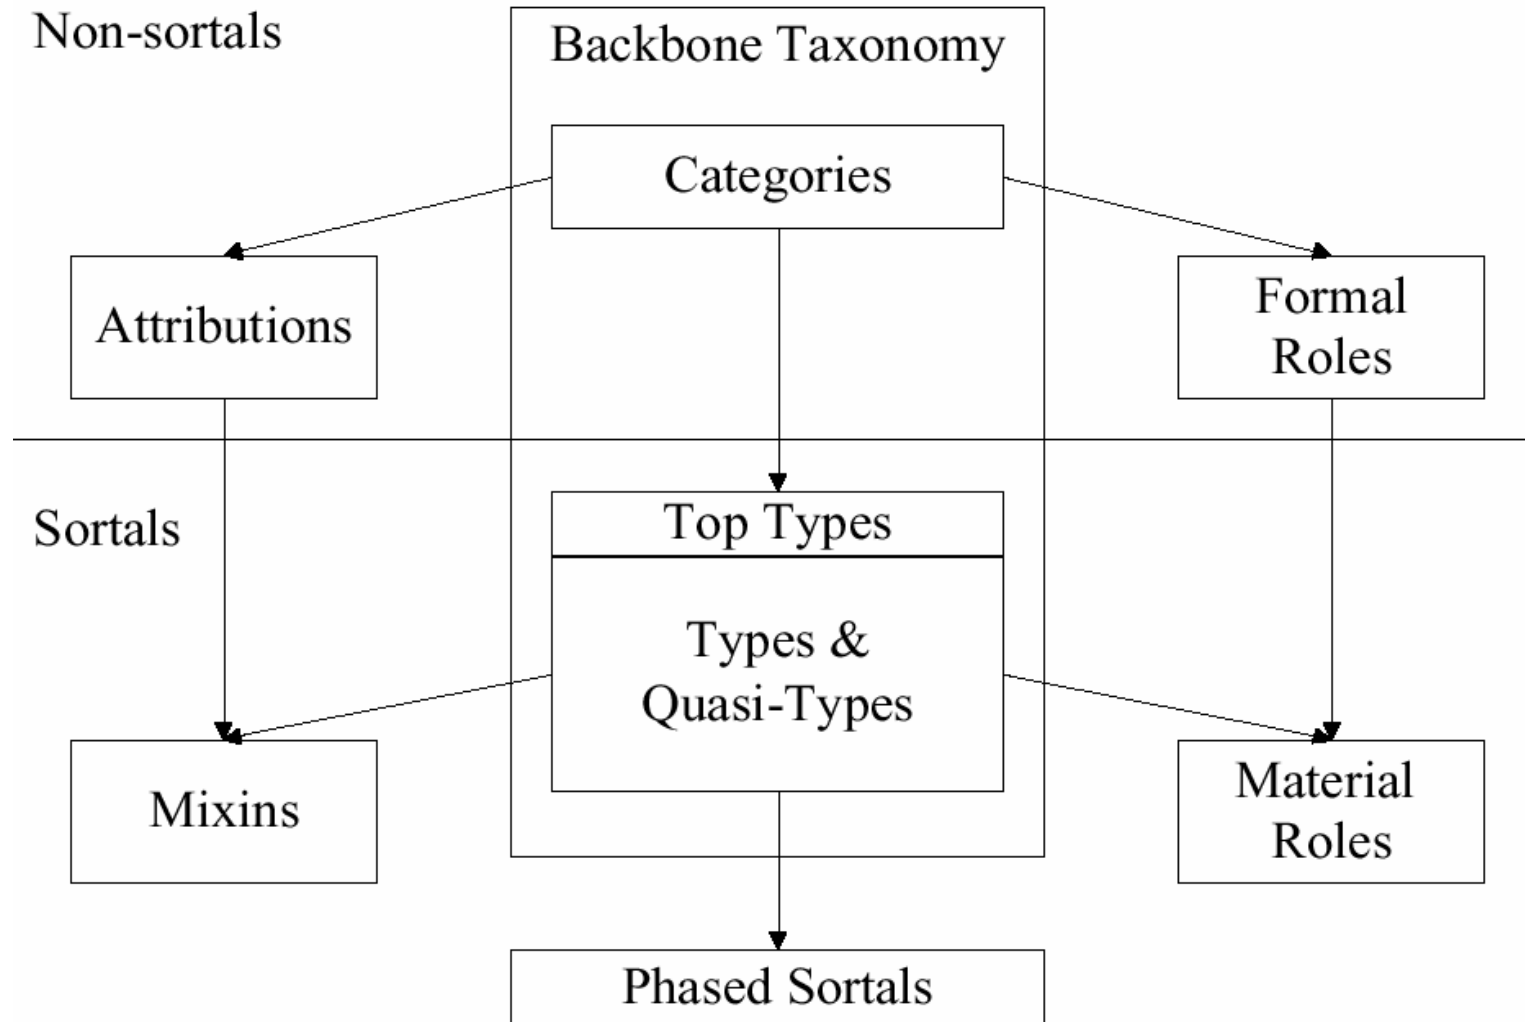 Non-sortals
Backbone Taxonomy
Categories
Attributions
Formal
Roles
Sortals
Top Types
Types &
Quasi-Types
Mixins
Material
Roles
Phased Sortals